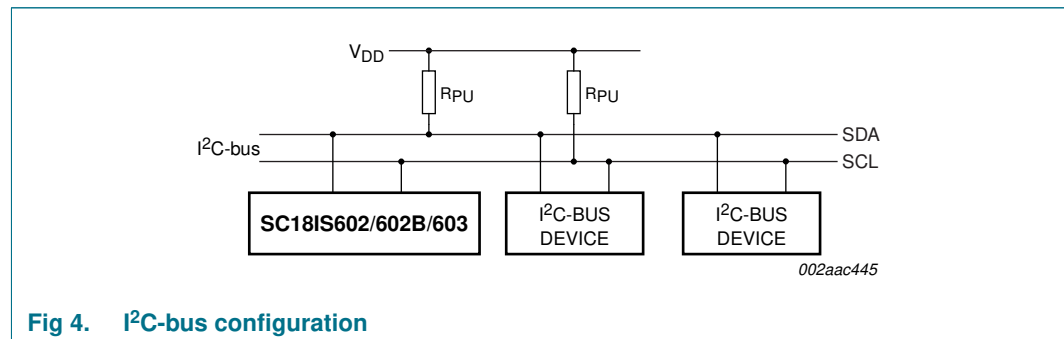 VDD
RPU RPU
SDA
I²C-bus
SCL
SC18IS602/602B/603
I²C-BUS DEVICE
I²C-BUS DEVICE
002aac445
Fig 4. I²C-bus configuration